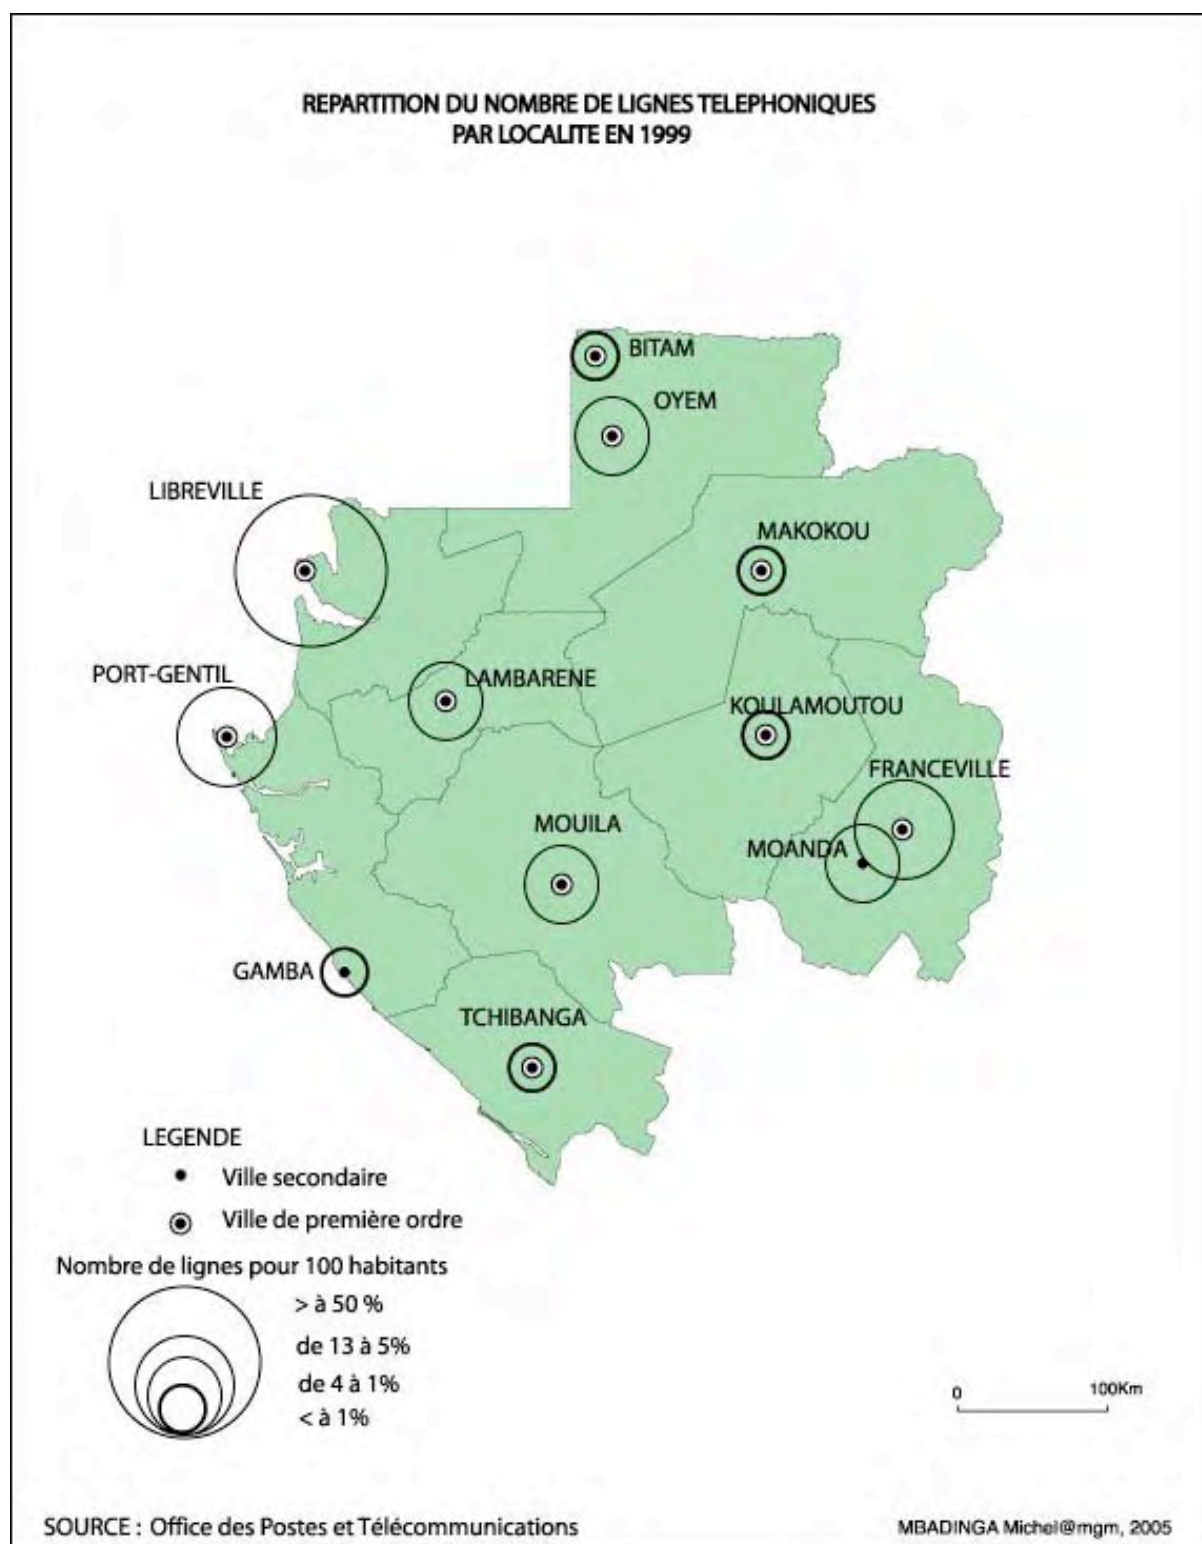 REPARTITION DU NOMBRE DE LIGNES TELEPHONIQUES
PAR LOCALITE EN 1999
BITAM
OYEM
LIBREVILLE
MAKOKOU
PORT-GENTIL
LAMBARENE
KOULAMOUTOU
FRANCEVILLE
MOUILA
MOANDA
GAMBA
TCHIBANGA
LEGENDE
Ville secondaire
Ville de première ordre
Nombre de lignes pour 100 habitants
> à 50 %
de 13 à 5%
de 4 à 1%
< à 1%
0 100Km
SOURCE : Office des Postes et Télécommunications
MBADINGA Michel@mgm, 2005